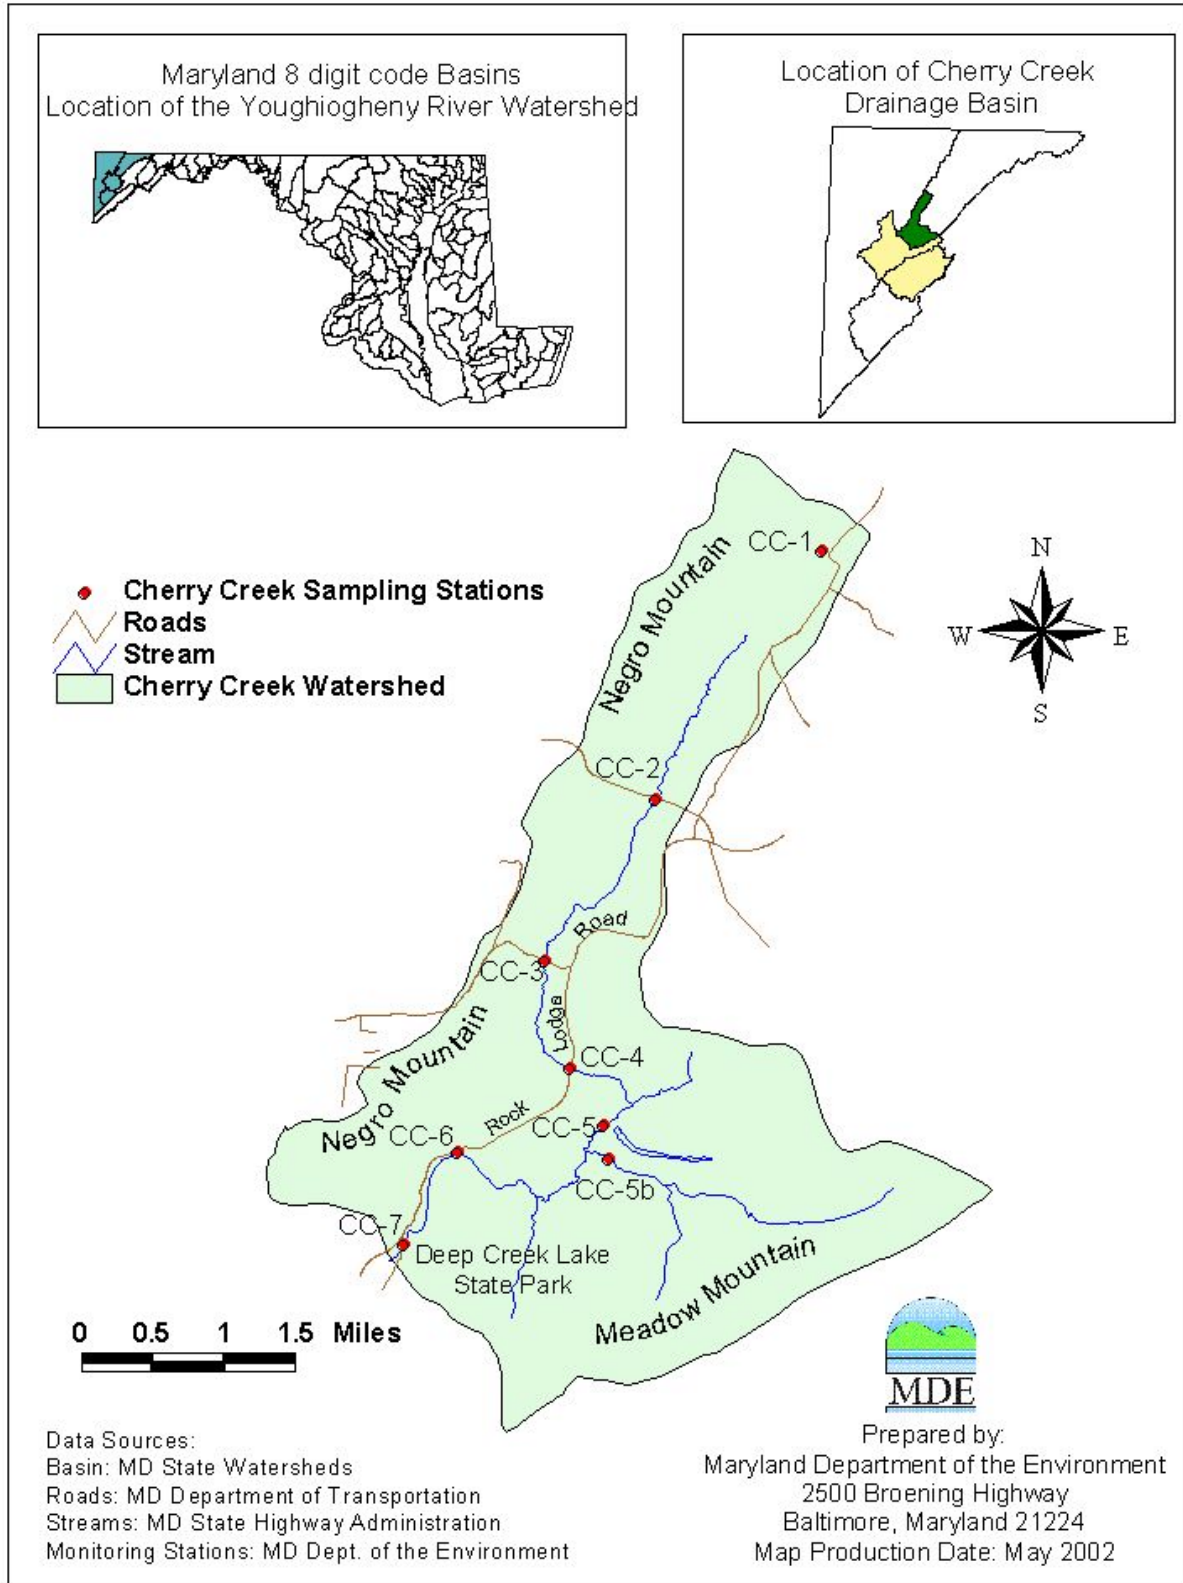 Maryland 8 digit code Basins
Location of the Youghiogheny River Watershed
Location of Cherry Creek
Drainage Basin
Cherry Creek Sampling Stations
Roads
Stream
Cherry Creek Watershed
N
W
E
S
CC-1
Negro Mountain
CC-2
Road
CC-3
Lodge
Negro Mountain
CC-4
Rock
CC-5
CC-6
CC-5b
CC-7
Deep Creek Lake
State Park
Meadow Mountain
0 0.5 1 1.5 Miles
MDE
Data Sources:
Basin: MD State Watersheds
Roads: MD Department of Transportation
Streams: MD State Highway Administration
Monitoring Stations: MD Dept. of the Environment
Prepared by:
Maryland Department of the Environment
2500 Broening Highway
Baltimore, Maryland 21224
Map Production Date: May 2002